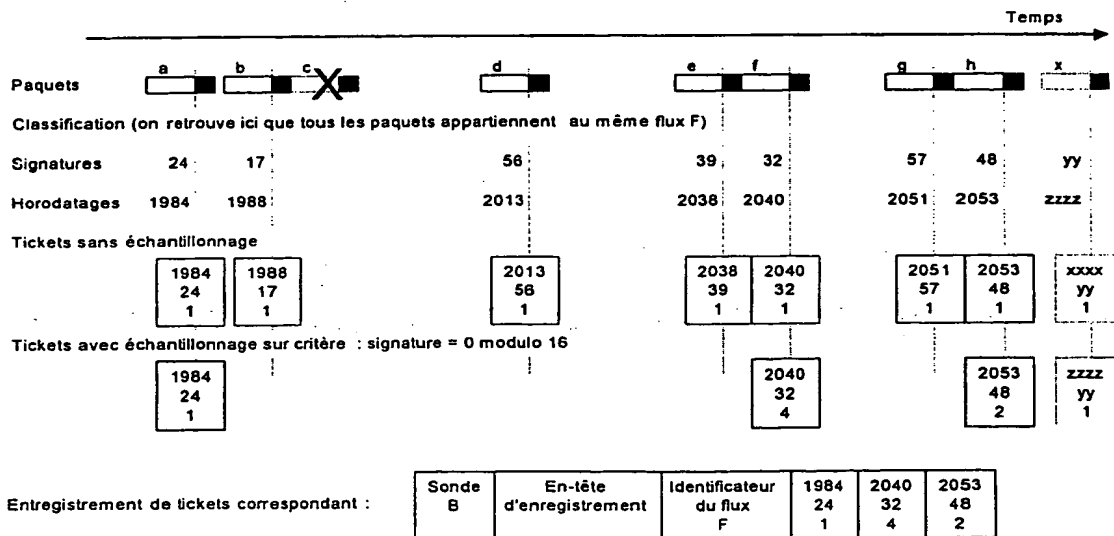 Temps
a b c d e f g h x
Paquets
Classification (on retrouve ici que tous les paquets appartiennent au même flux F)
Signatures 24 17 56 39 32 57 48 yy
Horodatages 1984 1988 2013 2038 2040 2051 2053 zzzz
Tickets sans échantillonnage
1984 1988 2013 2038 2040 2051 2053 xxxx
24 17 56 39 32 57 48 yy
1 1 1 1 1 1 1 1
Tickets avec échantillonnage sur critère : signature = 0 modulo 16
1984 2040 2053 zzzz
24 32 48 yy
1 4 2 1
Entregistrement de tickets correspondant :
Sonde En-tête Identificateur 1984 2040 2053
B d'enregistrement du flux 24 32 48
F 1 4 2